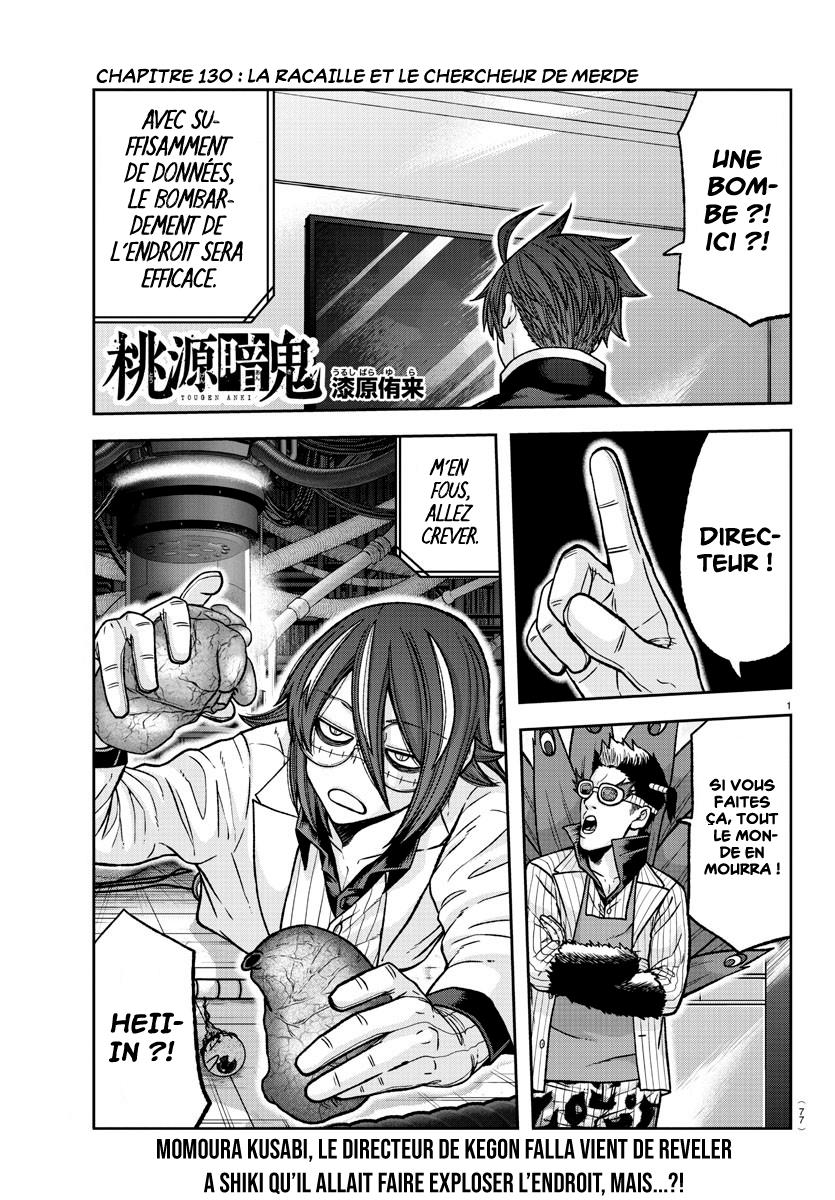 CHAPITRE 130 : LA RACAILLE ET LE CHERCHEUR DE MERDE
UNE
BOM-
BE ?!
ICI ?!
AVEC SU-
FFISAMMENT
DE DONNÉES,
LE BOMBAR-
DEMENT DE
L'ENDROIT SERA
EFFICACE.
桃源暗鬼
TOUGEN ANKI
うるしばら ゆら
漆原侑来
DIREC-
TEUR !
M'EN
FOUS,
ALLEZ
CREVER.
1
SI VOUS
FAITES
ÇA, TOUT
LE MON-
DE EN
MOURRA !
HEII-
IN ?!
(77)
MOMOURA KUSABI, LE DIRECTEUR DE KEGON FALLA VIENT DE REVELER
A SHIKI QU'IL ALLAIT FAIRE EXPLOSER L'ENDROIT, MAIS...?!